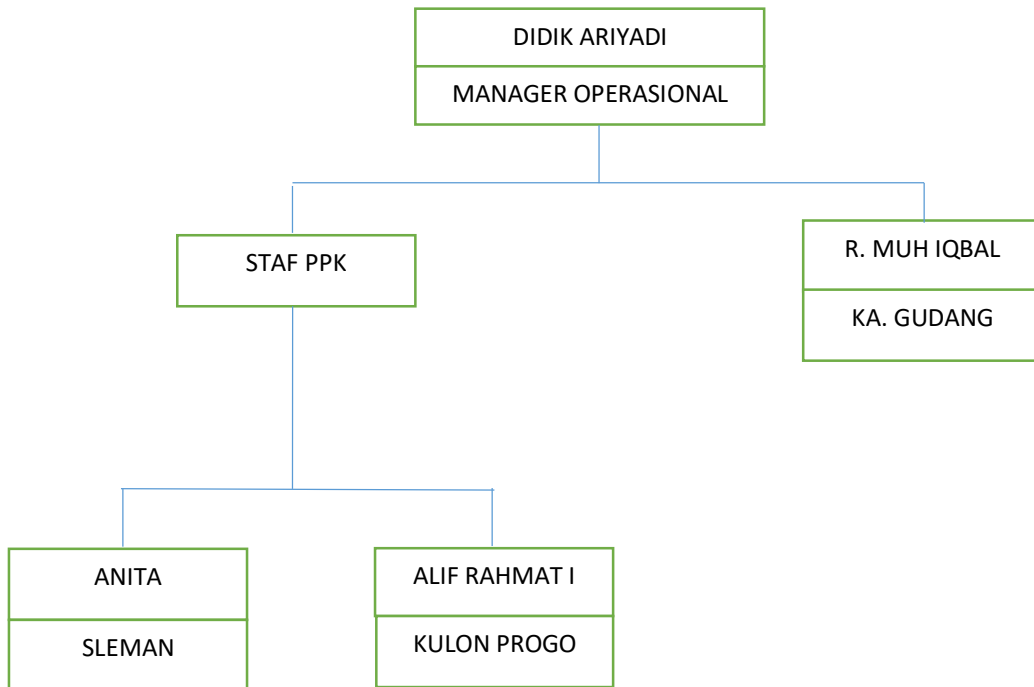 DIDIK ARIYADI
MANAGER OPERASIONAL
STAF PPK
R. MUH IQBAL
KA. GUDANG
ANITA
SLEMAN
ALIF RAHMAT I
KULON PROGO